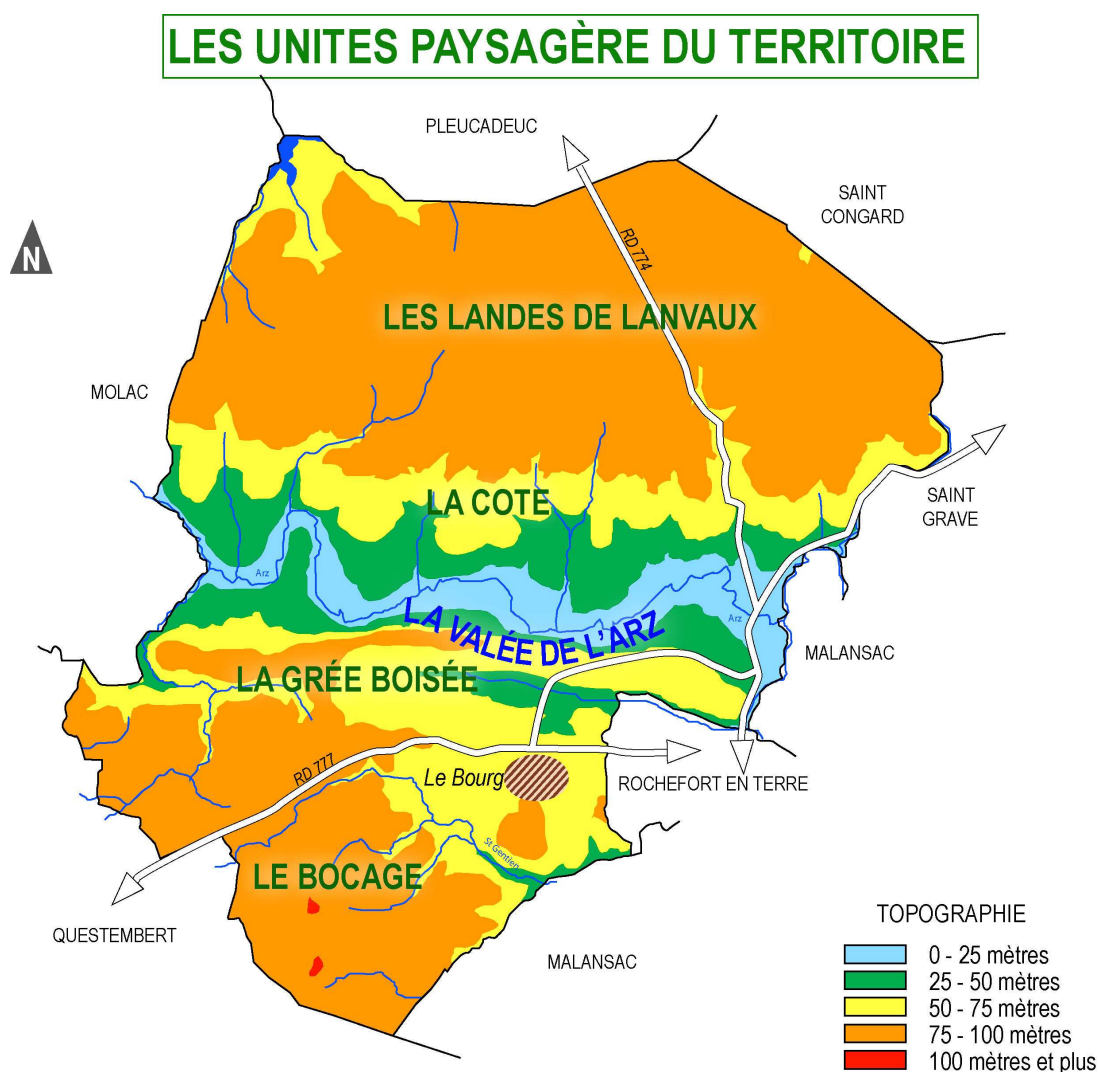 LES UNITES PAYSAGÈRE DU TERRITOIRE
PLEUCADEUC
SAINT
CONGARD
N
RD 774
LES LANDES DE LANVAUX
MOLAC
SAINT
GRAVE
LA COTE
Arz
Arz
LA VALÉE DE L'ARZ
MALANSAC
LA GRÉE BOISÉE
RD 777
Le Bourg
ROCHEFORT EN TERRE
St Gentien
LE BOCAGE
QUESTEMBERT
MALANSAC
TOPOGRAPHIE
0 - 25 mètres
25 - 50 mètres
50 - 75 mètres
75 - 100 mètres
100 mètres et plus